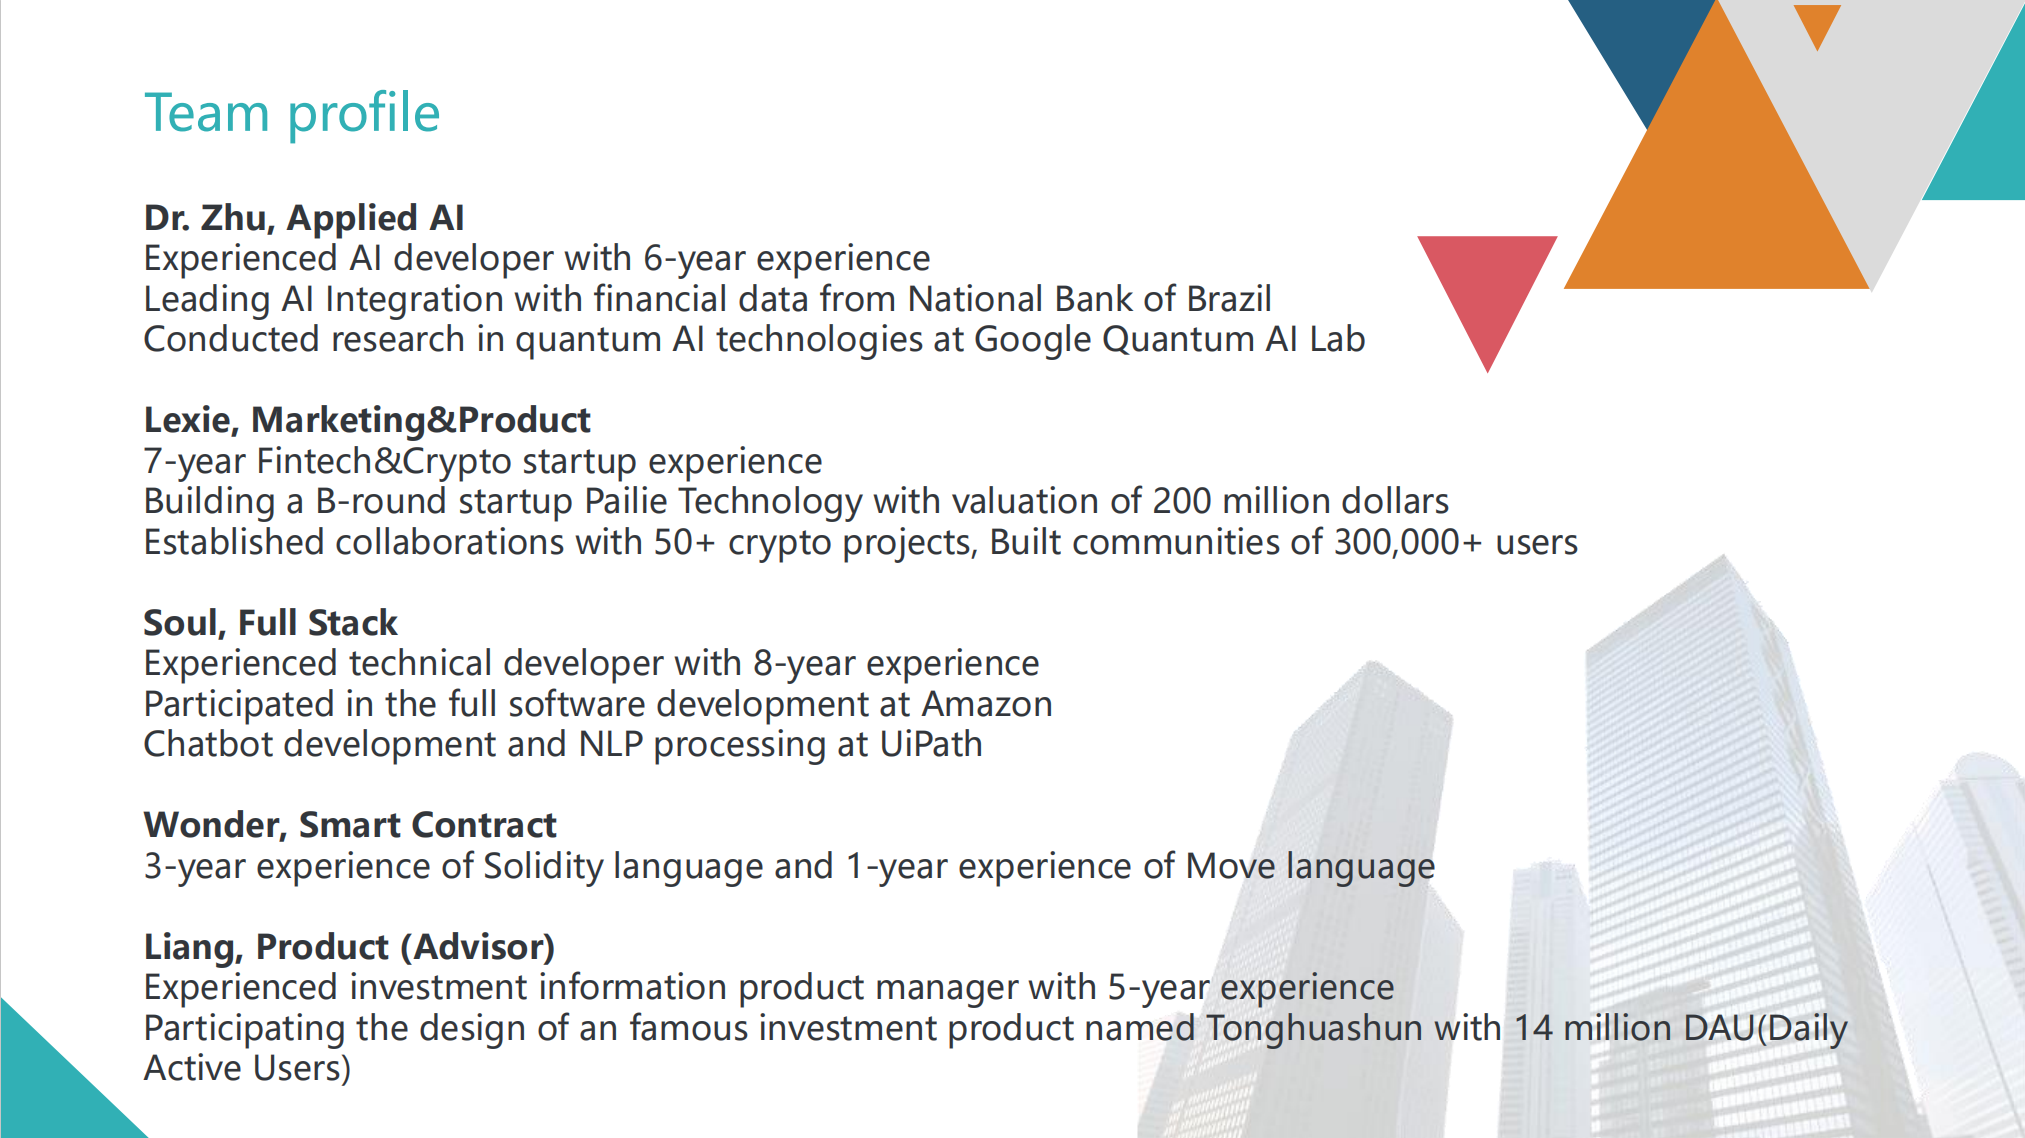 Team profile
Dr. Zhu, Applied AI
Experienced AI developer with 6-year experience
Leading AI Integration with financial data from National Bank of Brazil
Conducted research in quantum AI technologies at Google Quantum AI Lab
Lexie, Marketing&Product
7-year Fintech&Crypto startup experience
Building a B-round startup Pailie Technology with valuation of 200 million dollars
Established collaborations with 50+ crypto projects, Built communities of 300,000+ users
Soul, Full Stack
Experienced technical developer with 8-year experience
Participated in the full software development at Amazon
Chatbot development and NLP processing at UiPath
Wonder, Smart Contract
3-year experience of Solidity language and 1-year experience of Move language
Liang, Product (Advisor)
Experienced investment information product manager with 5-year experience
Participating the design of an famous investment product named Tonghuashun with 14 million DAU(Daily
Active Users)